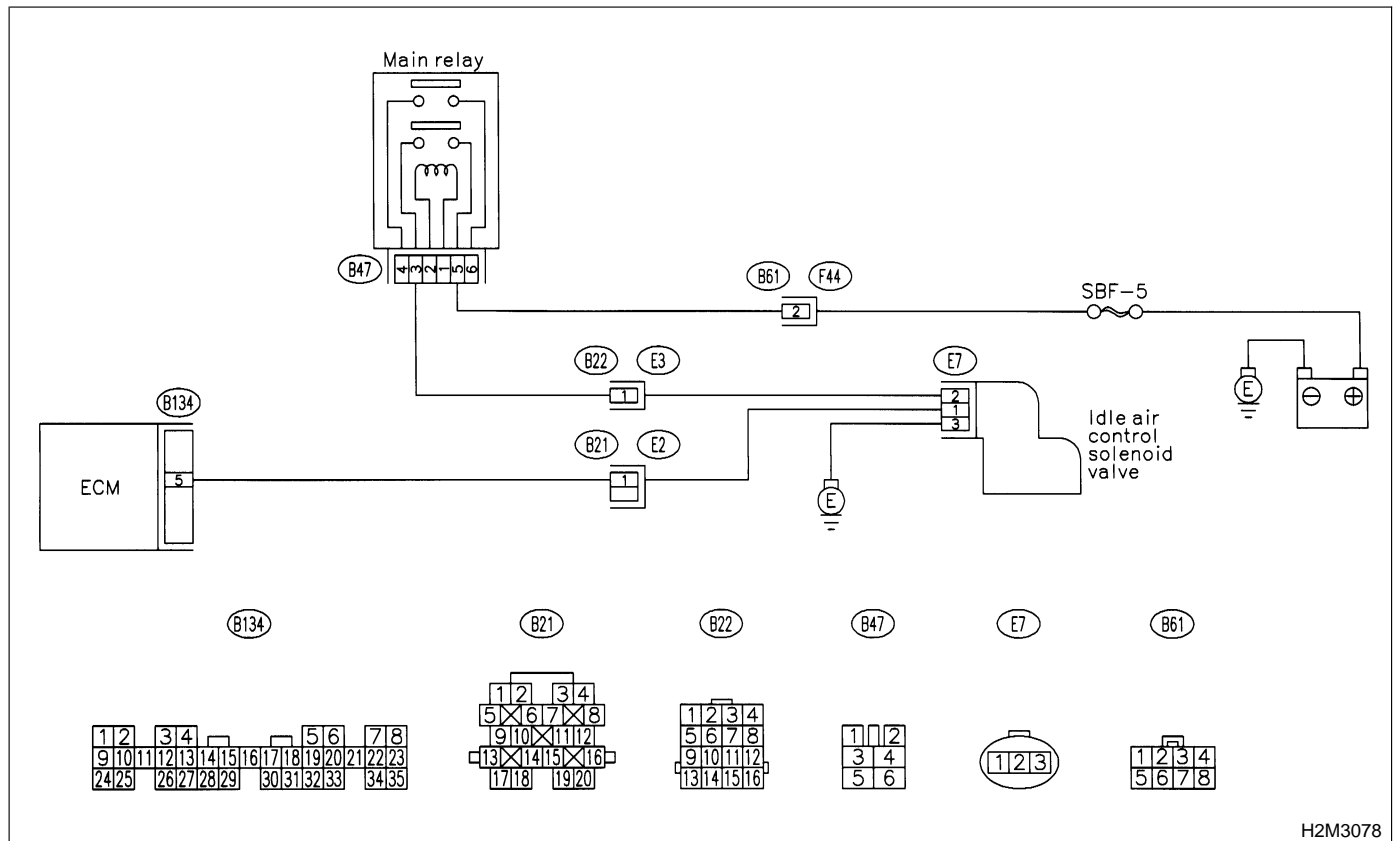 Main relay
B47
4 3 2 1 5 6
B61 F44
2
SBF-5
B22 E3
1
E7
2
1
3
B134
5
ECM
B21 E2
1
E
E
⊖ ⊕
Idle air
control
solenoid
valve
B134
B21
B22
B47
E7
B61
1 2 3 4 5 6 7 8
9 10 11 12 13 14 15 16 17 18 19 20 21 22 23
24 25 26 27 28 29 30 31 32 33 34 35
1 2 3 4
5 6 7 8
9 10 11 12
13 14 15 16
17 18 19 20
1 2 3 4
5 6 7 8
9 10 11 12
13 14 15 16
1 2
3 4
5 6
1 2 3
1 2 3 4
5 6 7 8
H2M3078